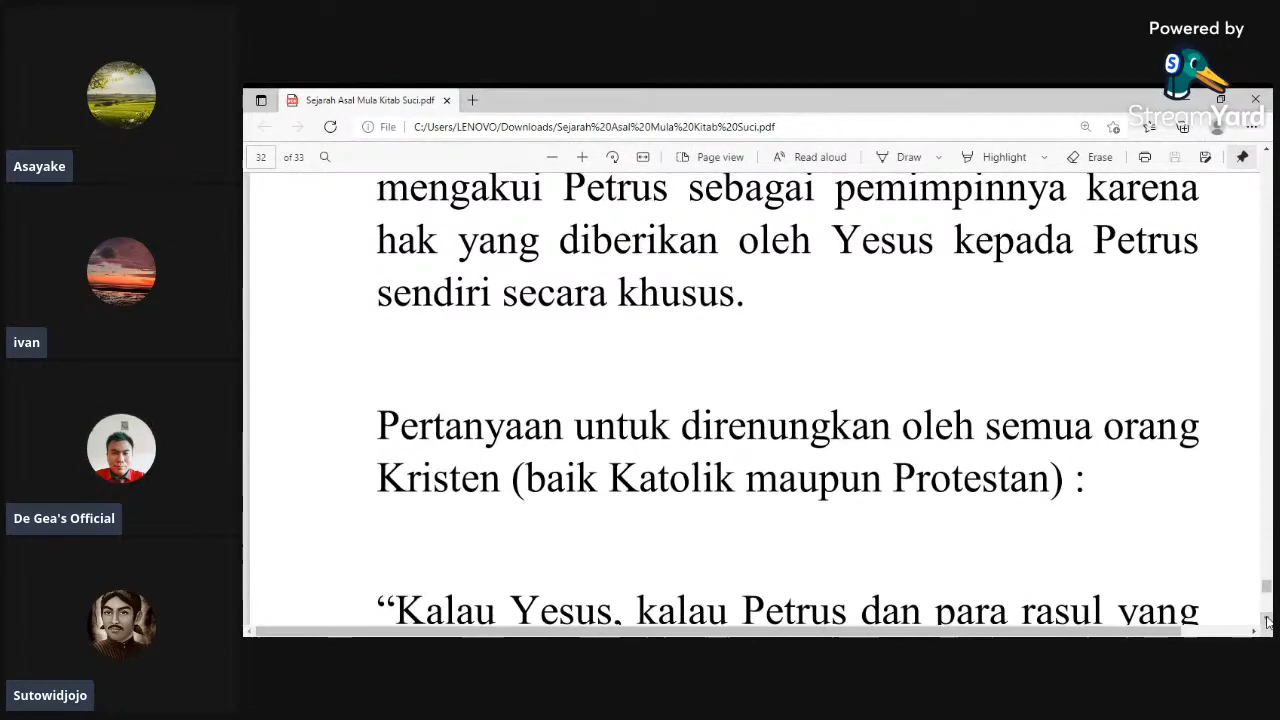 Powered by
StreamYard
Asayake
ivan
De Gea's Official
Sutowidjojo
Sejarah Asal Mula Kitab Suci.pdf
File
C:/Users/LENOVO/Downloads/Sejarah%20Asal%20Mula%20Kitab%20Suci.pdf
32 of 33
Page view
Read aloud
Draw
Highlight
Erase
mengakui Petrus sebagai pemimpinnya karena
hak yang diberikan oleh Yesus kepada Petrus
sendiri secara khusus.
Pertanyaan untuk direnungkan oleh semua orang
Kristen (baik Katolik maupun Protestan) :
“Kalau Yesus, kalau Petrus dan para rasul yang